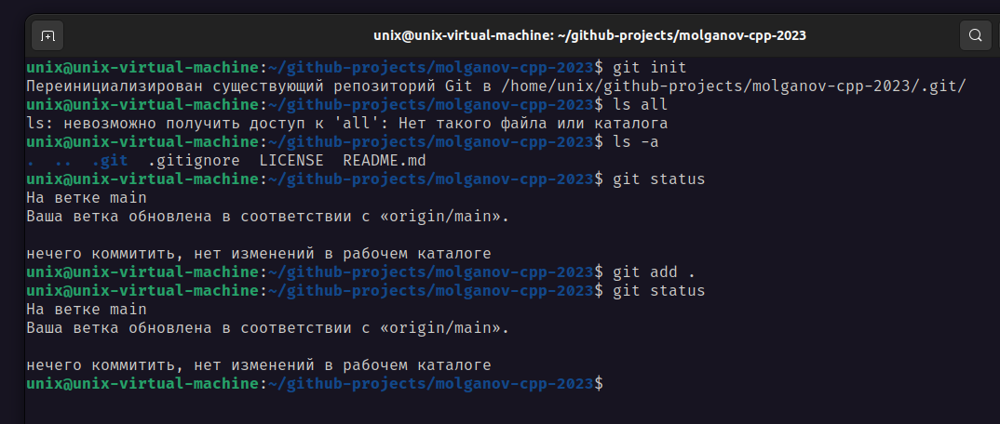 unix@unix-virtual-machine: ~/github-projects/molganov-cpp-2023
unix@unix-virtual-machine:~/github-projects/molganov-cpp-2023$ git init
Переинициализирован существующий репозиторий Git в /home/unix/github-projects/molganov-cpp-2023/.git/
unix@unix-virtual-machine:~/github-projects/molganov-cpp-2023$ ls all
ls: невозможно получить доступ к 'all': Нет такого файла или каталога
unix@unix-virtual-machine:~/github-projects/molganov-cpp-2023$ ls -a
.  ..  .git  .gitignore  LICENSE  README.md
unix@unix-virtual-machine:~/github-projects/molganov-cpp-2023$ git status
На ветке main
Ваша ветка обновлена в соответствии с «origin/main».
нечего коммитить, нет изменений в рабочем каталоге
unix@unix-virtual-machine:~/github-projects/molganov-cpp-2023$ git add .
unix@unix-virtual-machine:~/github-projects/molganov-cpp-2023$ git status
На ветке main
Ваша ветка обновлена в соответствии с «origin/main».
нечего коммитить, нет изменений в рабочем каталоге
unix@unix-virtual-machine:~/github-projects/molganov-cpp-2023$